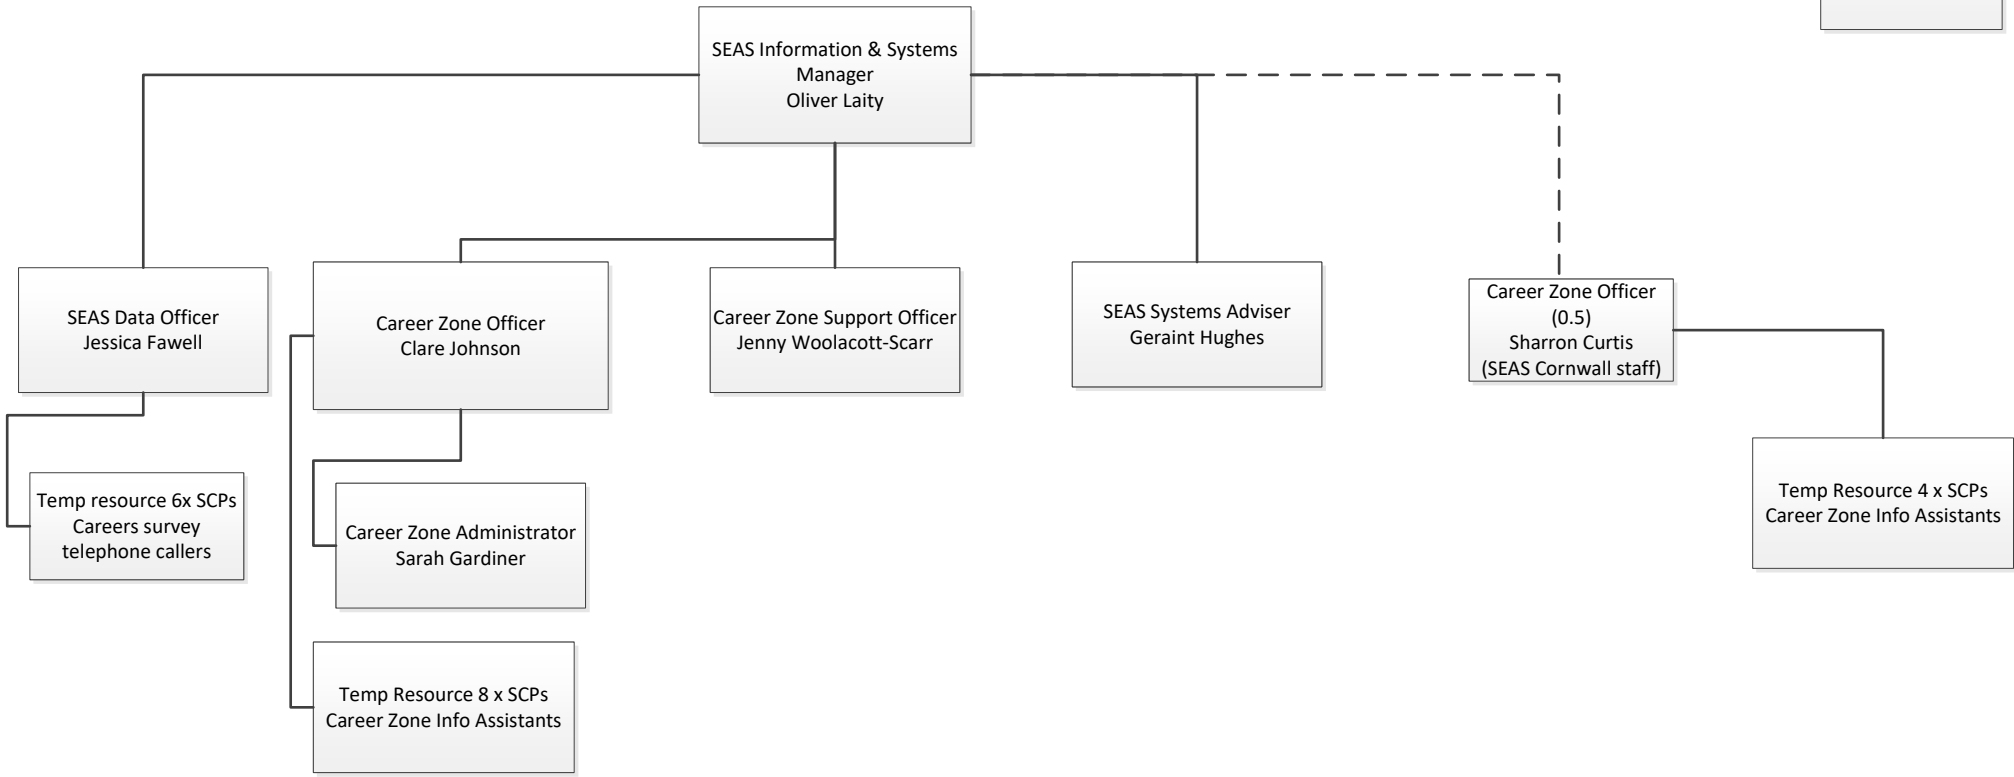 SEAS Information & Systems
Manager
Oliver Laity
SEAS Data Officer
Jessica Fawell
Career Zone Officer
Clare Johnson
Career Zone Support Officer
Jenny Woolacott-Scarr
SEAS Systems Adviser
Geraint Hughes
Career Zone Officer
(0.5)
Sharron Curtis
(SEAS Cornwall staff)
Temp resource 6x SCPs
Careers survey
telephone callers
Career Zone Administrator
Sarah Gardiner
Temp Resource 4 x SCPs
Career Zone Info Assistants
Temp Resource 8 x SCPs
Career Zone Info Assistants